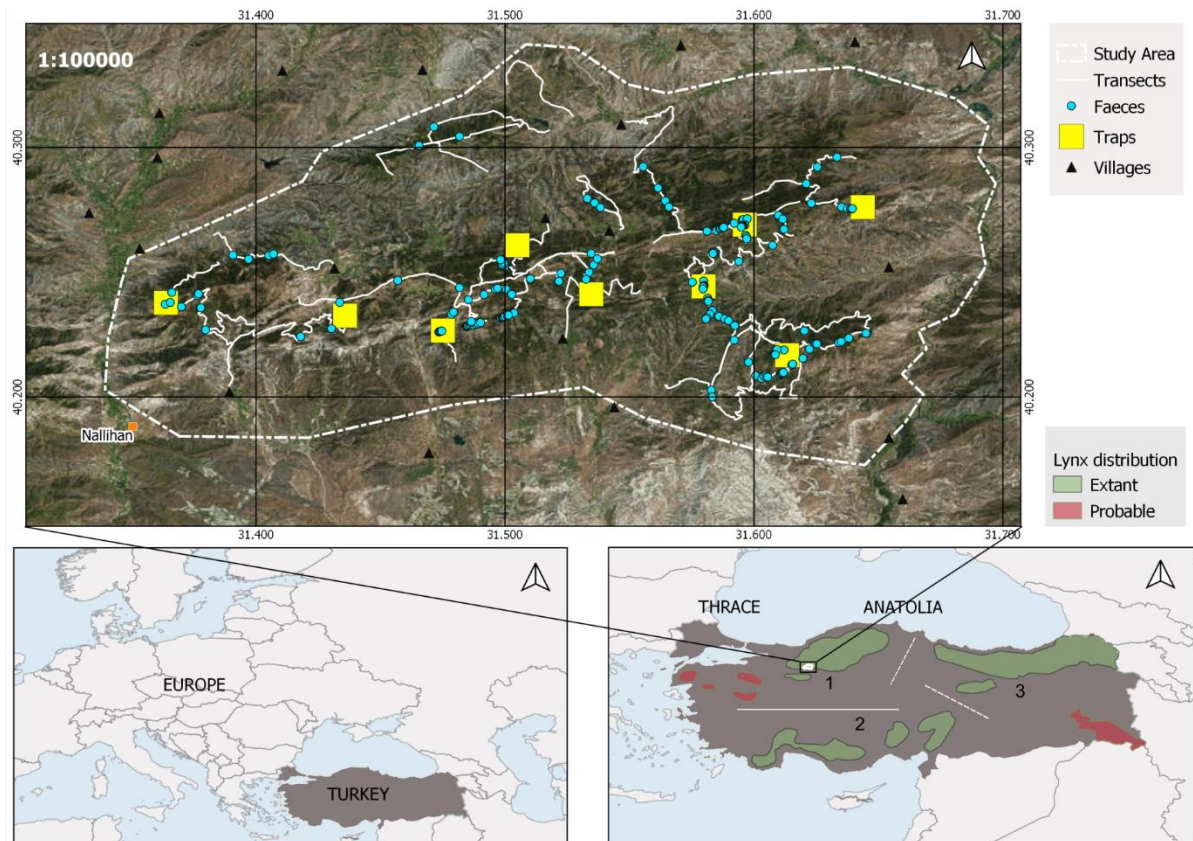 31.400 31.500 31.600 31.700
1:100000
Study Area
Transects
Faeces
Traps
Villages
40.300 40.300
40.200 40.200
Nallihan
31.400 31.500 31.600 31.700
Lynx distribution
Extant
Probable
EUROPE
TURKEY
THRACE ANATOLIA
1
2
3